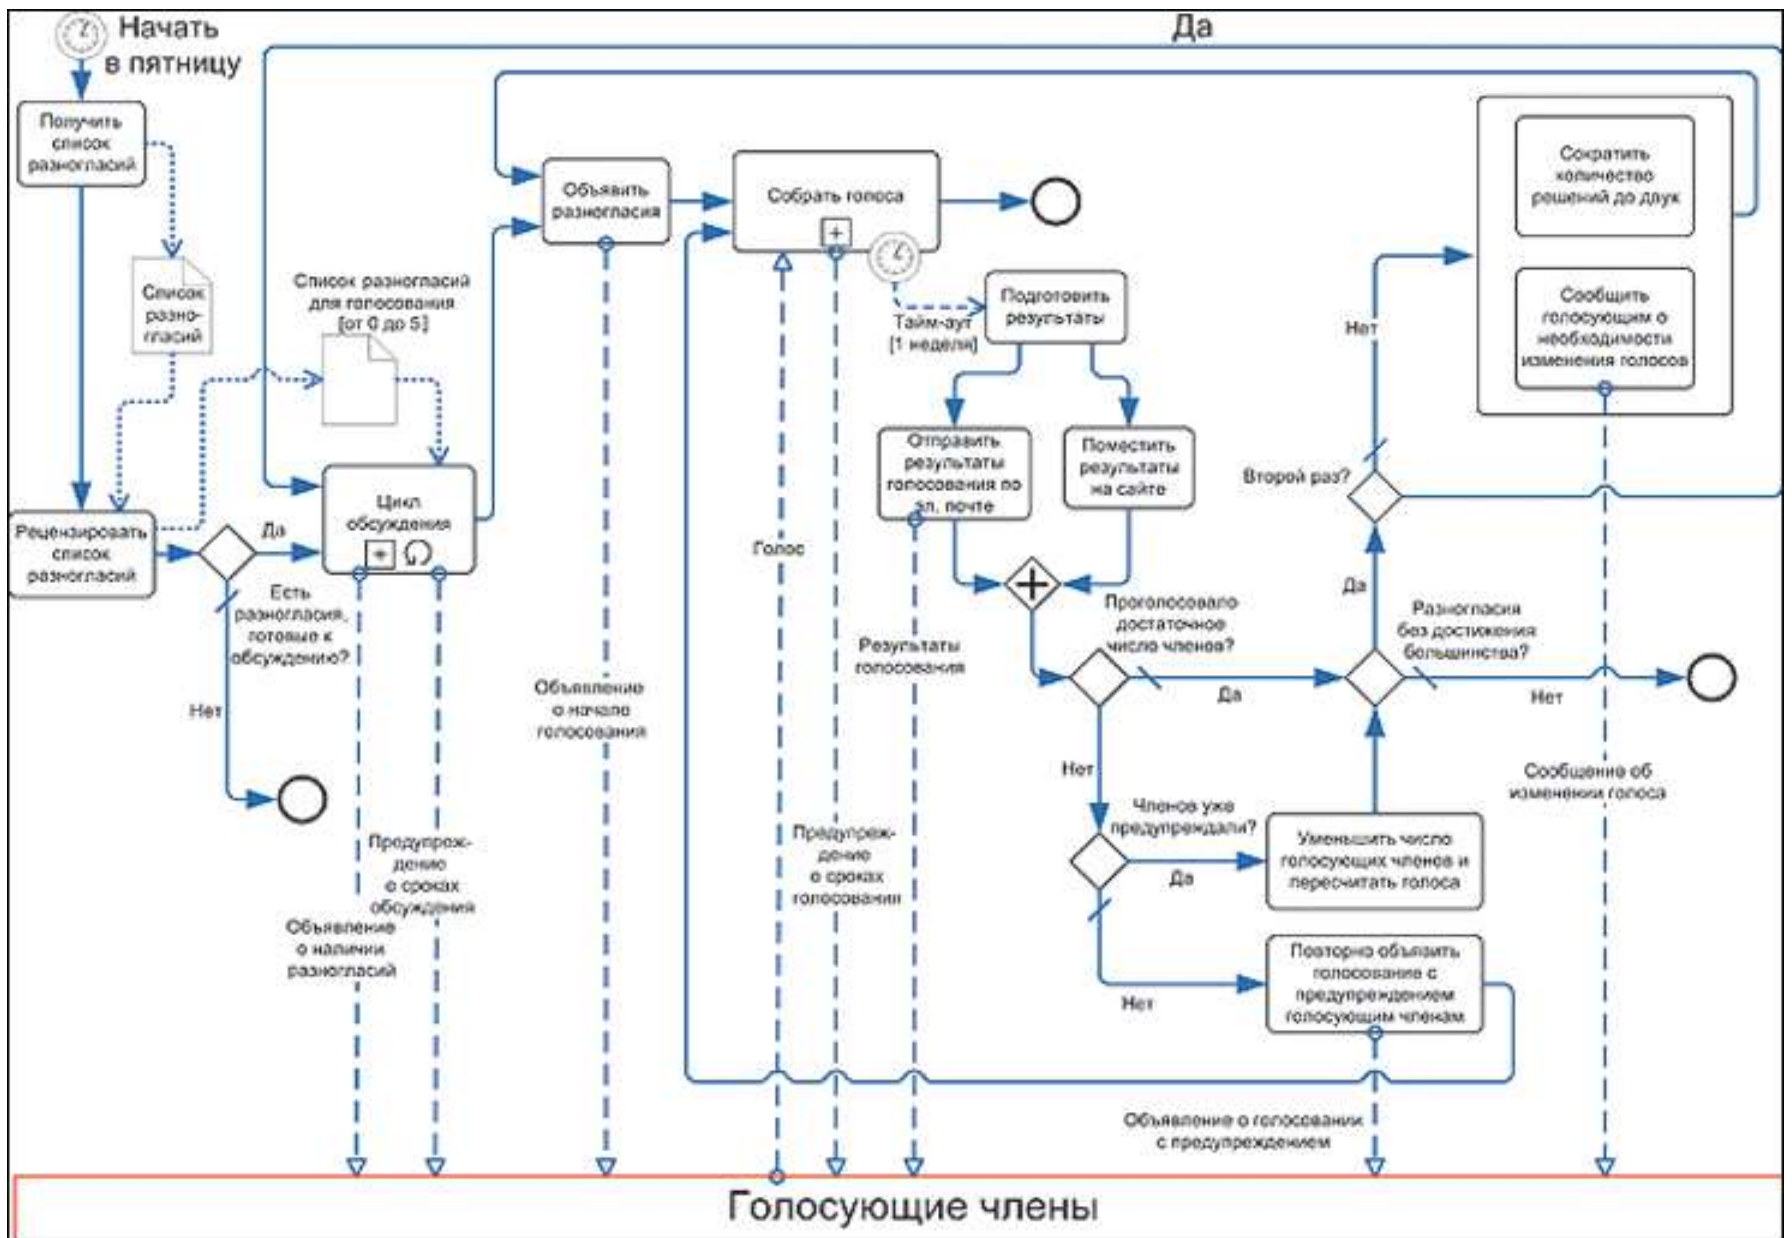 Начать
в пятницу
Да
Получить
список
разногласий
Список
разно-
гласий
Список разногласий
для голосования
[от 0 до 5]
Рецензировать
список
разногласий
Да
Есть
разногласия,
готовые к
обсуждению?
Нет
Цикл
обсуждения
Объявить
разногласия
Собрать голоса
Тайм-аут
[1 неделя]
Подготовить
результаты
Отправить
результаты
голосования по
эл. почте
Поместить
результаты
на сайте
Сократить
количество
решений до двух
Сообщить
голосующим о
необходимости
изменения голосов
Нет
Второй раз?
Да
Голос
Проголосовало
достаточное
число членов?
Да
Разногласия
без достижения
большинства?
Нет
Результаты
голосования
Объявление
о начале
голосования
Нет
Членов уже
предупреждали?
Да
Уменьшить число
голосующих членов и
пересчитать голоса
Сообщение об
изменении голоса
Предупреж-
дение
о сроках
обсуждения
Предупреж-
дение
о сроках
голосования
Объявление
о наличии
разногласий
Нет
Повторно объявить
голосование с
предупреждением
голосующим членам
Объявление о голосовании
с предупреждением
Голосующие члены